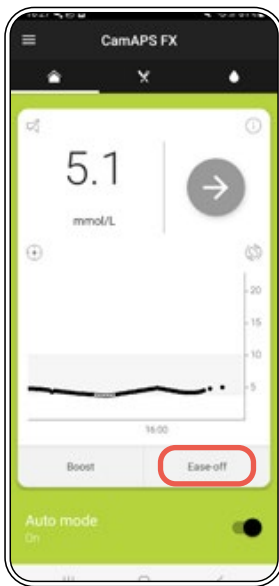 CamAPS FX
5.1
mmol/L
20
15
10
5
16:00
Boost
Ease-off
Auto mode
On